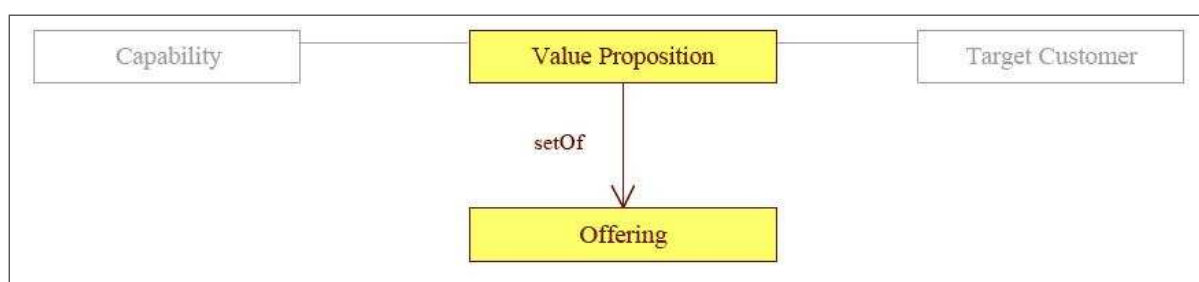 Capability
Value Proposition
Target Customer
setOf
Offering